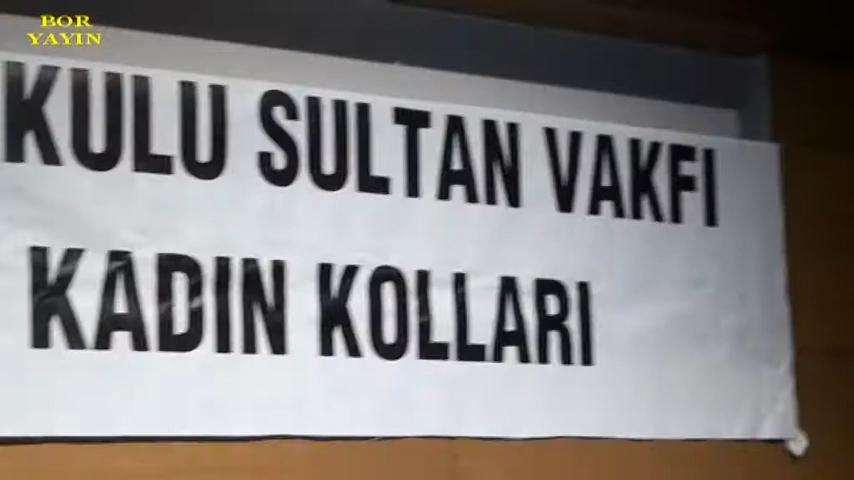 BOR
YAYIN
KULU SULTAN VAKFI
KADIN KOLLARI